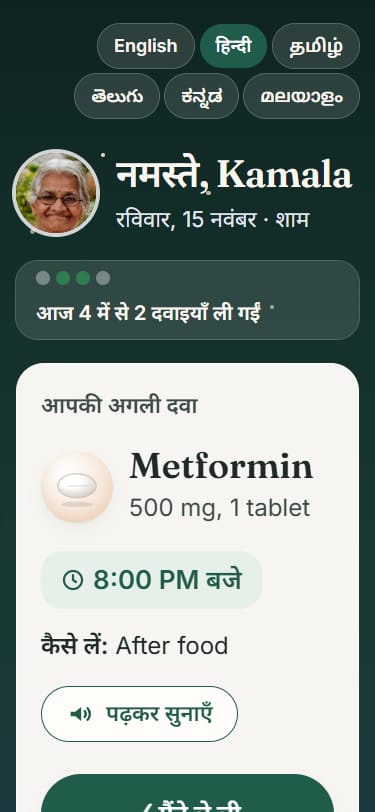 English हिन्दी தமிழ்
తెలుగు ಕನ್ನಡ മലയാളം
नमस्ते, Kamala
रविवार, 15 नवंबर · शाम
आज 4 में से 2 दवाइयाँ ली गईं
आपकी अगली दवा
Metformin
500 mg, 1 tablet
8:00 PM बजे
कैसे लें: After food
पढ़कर सुनाएँ